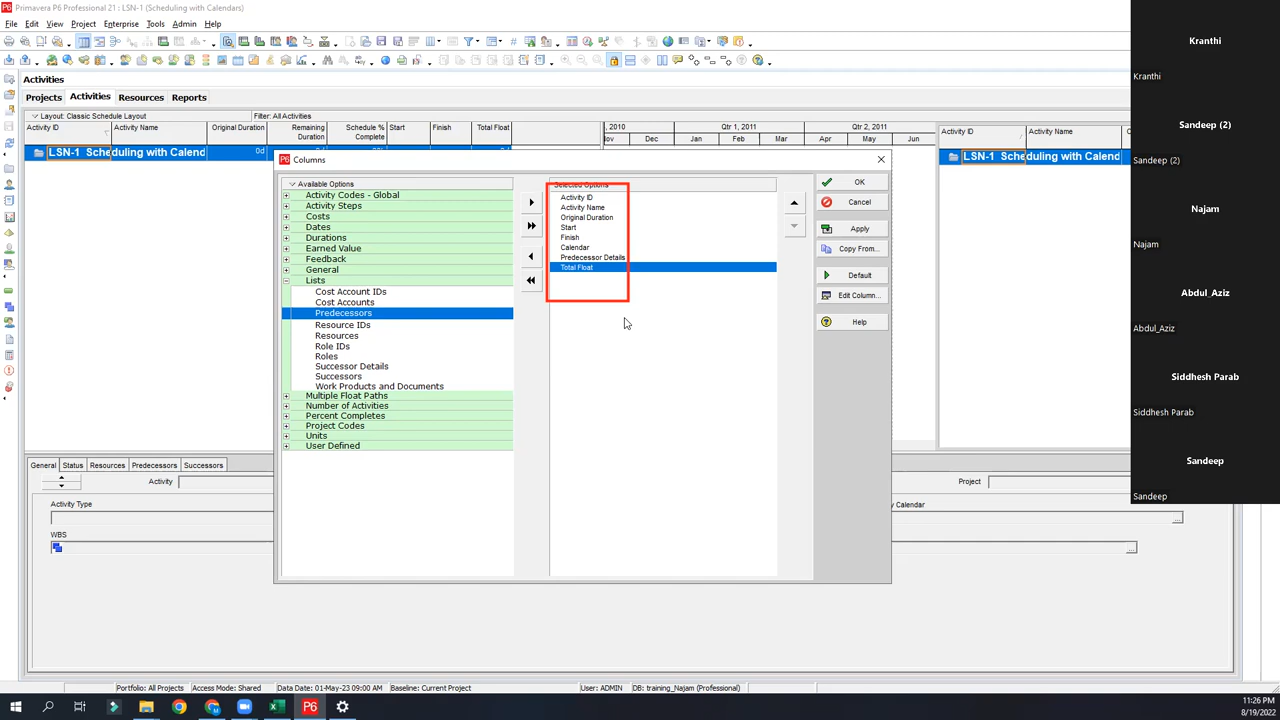 Primavera P6 Professional 21 : LSN-1 (Scheduling with Calendars)
File Edit View Project Enterprise Tools Admin Help
Activities
Projects Activities Resources Reports
Layout: Classic Schedule Layout Filter: All Activities
Activity ID Activity Name Original Duration Remaining Duration Schedule % Complete Start Finish Total Float
, 2010 Qtr 1, 2011 Qtr 2, 2011
Nov Dec Jan Feb Mar Apr May Jun
Activity ID Activity Name
LSN-1 Scheduling with Calend 0d
LSN-1 Scheduling with Calend
Columns
Available Options
Activity Codes - Global
Activity Steps
Costs
Dates
Durations
Earned Value
Feedback
General
Lists
Cost Account IDs
Cost Accounts
Predecessors
Resource IDs
Resources
Role IDs
Roles
Successor Details
Successors
Work Products and Documents
Multiple Float Paths
Number of Activities
Percent Completes
Project Codes
Units
User Defined
Selected Options
Activity ID
Activity Name
Original Duration
Start
Finish
Calendar
Predecessor Details
Total Float
OK
Cancel
Apply
Copy From...
Default
Edit Column...
Help
General Status Resources Predecessors Successors
Activity Project
Activity Type
y Calendar
WBS
Kranthi
Kranthi
Sandeep (2)
Sandeep (2)
Najam
Najam
Abdul_Aziz
Abdul_Aziz
Siddhesh Parab
Siddhesh Parab
Sandeep
Sandeep
Portfolio: All Projects Access Mode: Shared Data Date: 01-May-23 09:00 AM Baseline: Current Project User: ADMIN DB: training_Najam (Professional)
11:26 PM
8/19/2022